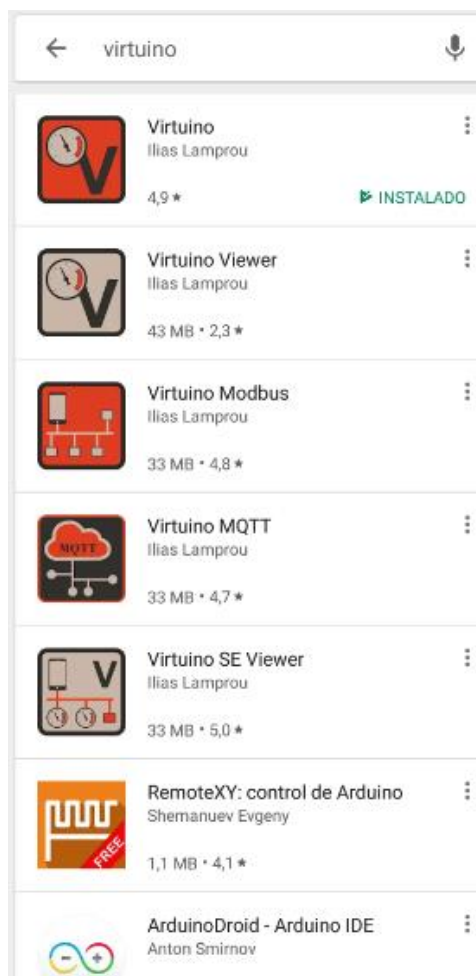 virtuino
Virtuino
Ilias Lamprou
4,9 ★
INSTALADO
Virtuino Viewer
Ilias Lamprou
43 MB • 2,3 ★
Virtuino Modbus
Ilias Lamprou
33 MB • 4,8 ★
MQTT
Virtuino MQTT
Ilias Lamprou
33 MB • 4,7 ★
V
Virtuino SE Viewer
Ilias Lamprou
33 MB • 5,0 ★
FREE
RemoteXY: control de Arduino
Shemanuev Evgeny
1,1 MB • 4,1 ★
ArduinoDroid - Arduino IDE
Anton Smirnov